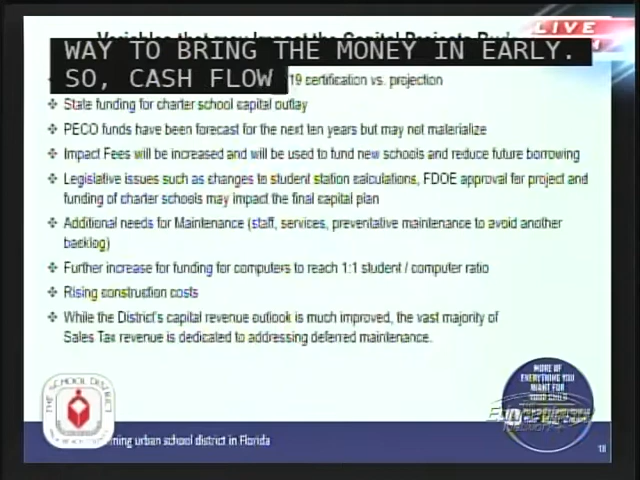 LIVE
Variables that may Impact the Capital Projects
WAY TO BRING THE MONEY IN EARLY.
SO, CASH FLOW
19 certification vs. projection
❖ State funding for charter school capital outlay
❖ PECO funds have been forecast for the next ten years but may not materialize
❖ Impact Fees will be increased and will be used to fund new schools and reduce future borrowing
❖ Legislative issues such as changes to student station calculations, FDOE approval for project and
funding of charter schools may impact the final capital plan
❖ Additional needs for Maintenance (staff, services, preventative maintenance to avoid another
backlog)
❖ Further increase for funding for computers to reach 1:1 student / computer ratio
❖ Rising construction costs
❖ While the District's capital revenue outlook is much improved, the vast majority of
Sales Tax revenue is dedicated to addressing deferred maintenance.
MORE OF
EVERYTHING YOU
WANT FOR
YOUR CHILD
THE SCHOOL DISTRICT
urban school district in Florida
18